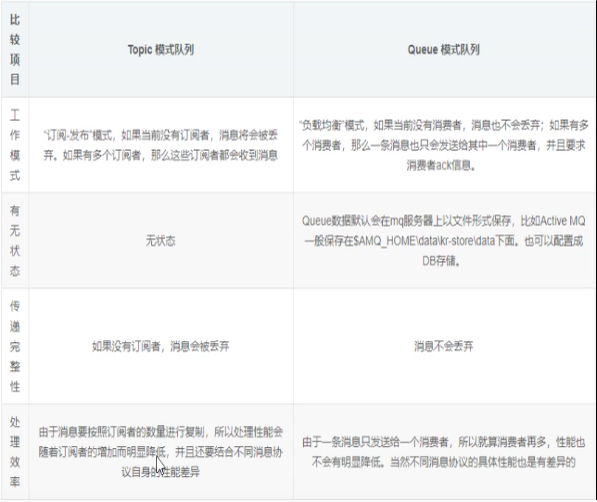 比
较
项
目
Topic 模式队列
Queue 模式队列
工
作
模
式
“订阅-发布”模式，如果当前没有订阅者，消息将会被丢
弃。如果有多个订阅者，那么这些订阅者都会收到消息
“负载均衡”模式，如果当前没有消费者，消息也不会丢弃；如果有多
个消费者，那么一条消息也只会发送给其中一个消费者，并且要求
消费者ack信息。
有
无
状
态
无状态
Queue数据默认会在mq服务器上以文件形式保存，比如Active MQ
一般保存在$AMQ_HOME\data\kr-store\data下面。也可以配置成
DB存储。
传
递
完
整
性
如果没有订阅者，消息会被丢弃
消息不会丢弃
处
理
效
率
由于消息要按照订阅者的数量进行复制，所以处理性能会
随着订阅者的增加而明显降低，并且还要结合不同消息协
议自身的性能差异
由于一条消息只发送给一个消费者，所以就算消费者再多，性能也
不会有明显降低。当然不同消息协议的具体性能也是有差异的